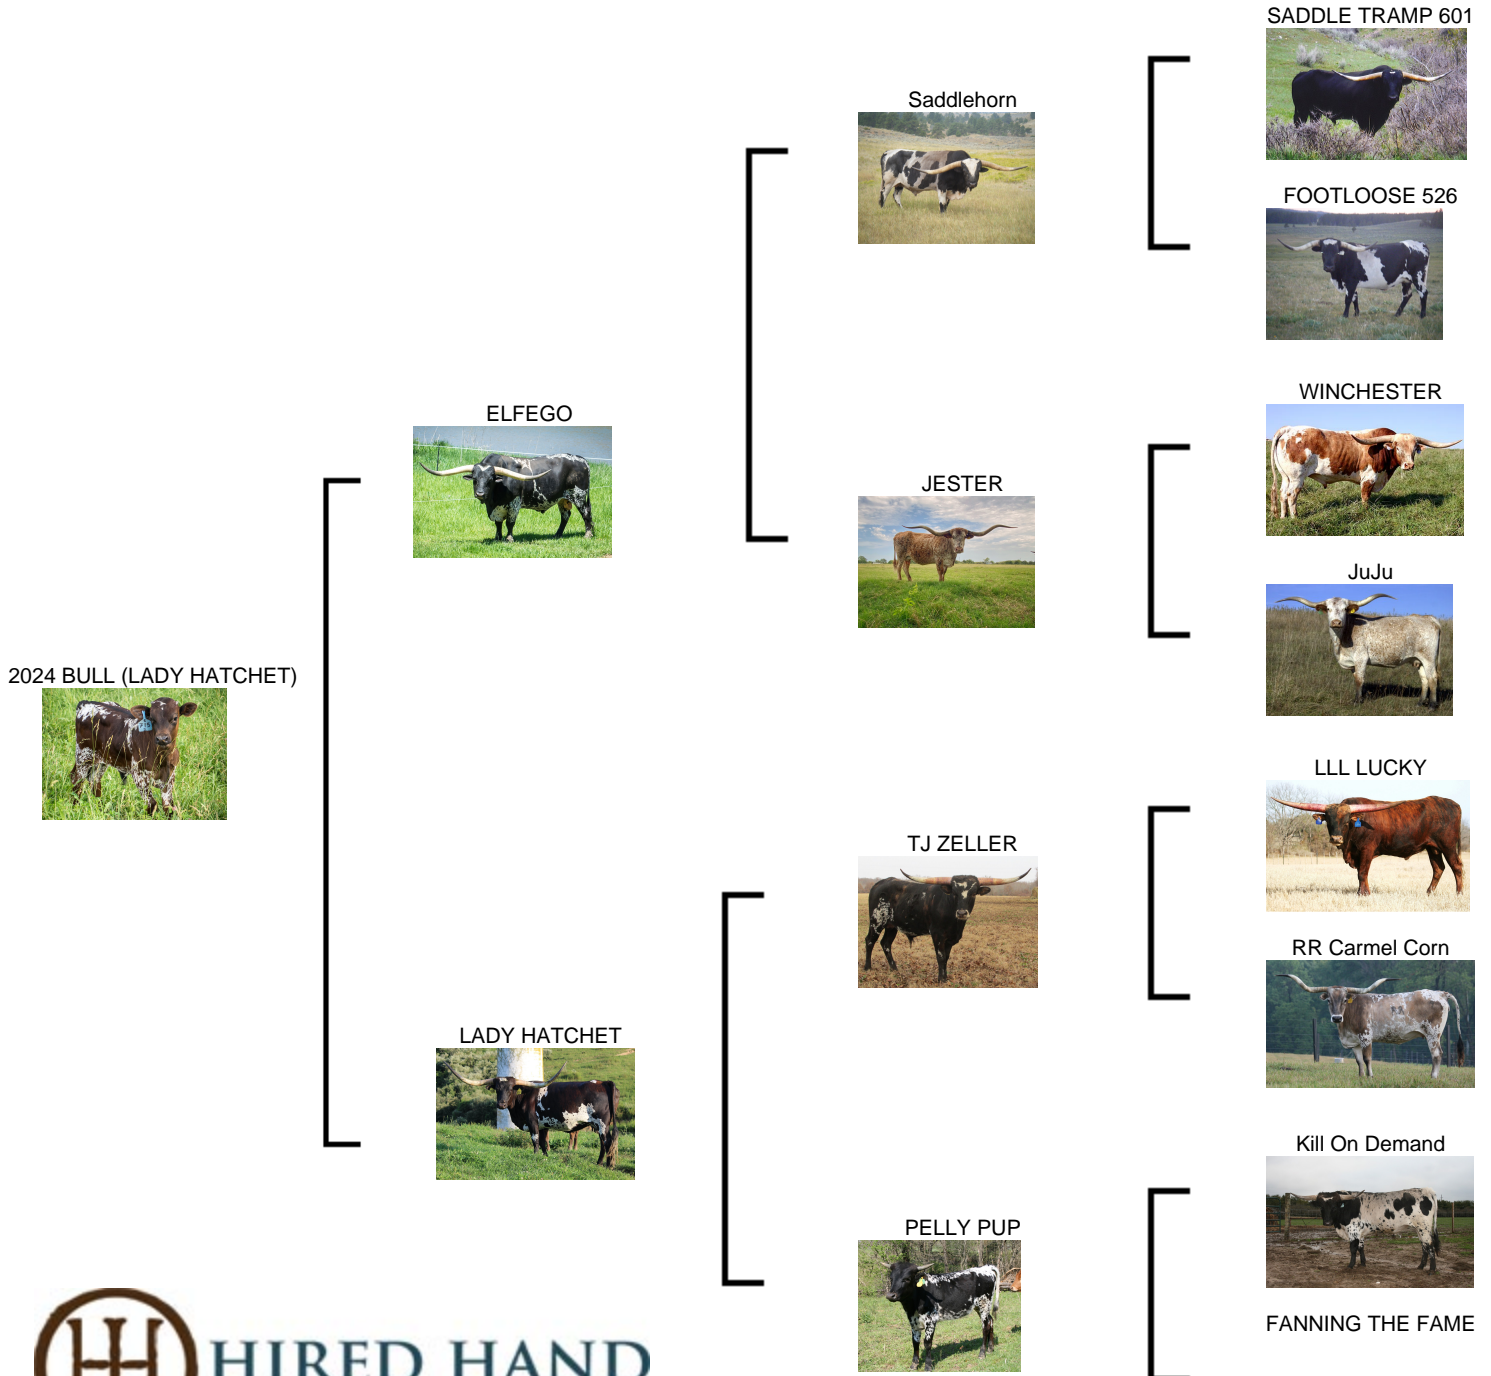 SADDLE TRAMP 601
Saddlehorn
FOOTLOOSE 526
WINCHESTER
ELFEGO
JESTER
JuJu
2024 BULL (LADY HATCHET)
LLL LUCKY
TJ ZELLER
RR Carmel Corn
LADY HATCHET
Kill On Demand
PELLY PUP
FANNING THE FAME
HIRED HAND